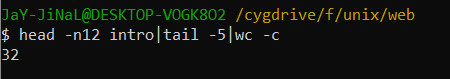 JaY-JiNaL@DESKTOP-VOGK8O2 /cygdrive/f/unix/web
$ head -n12 intro|tail -5|wc -c
32